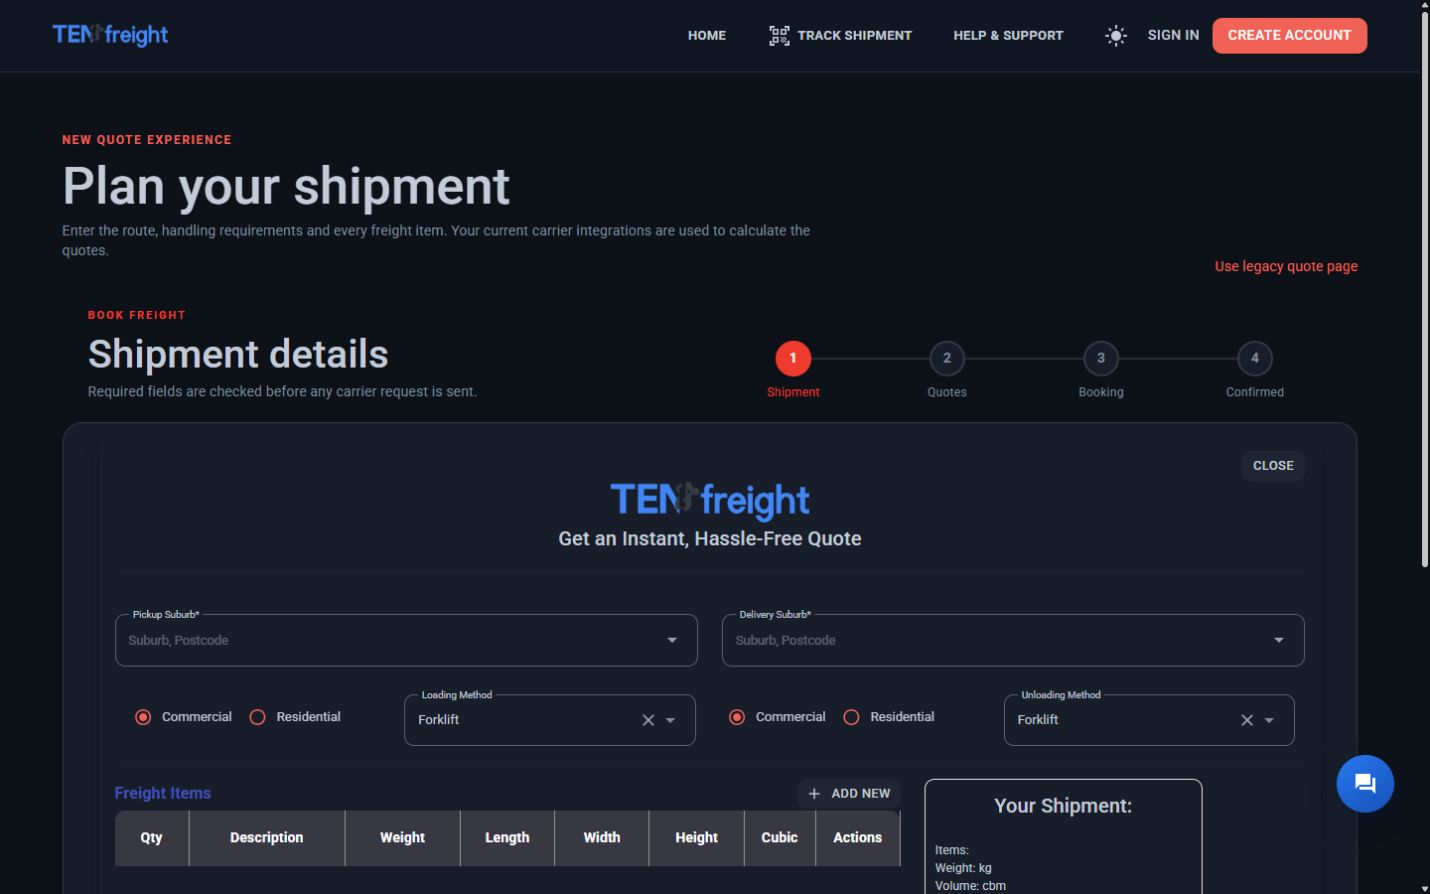 TEN freight
HOME
TRACK SHIPMENT
HELP & SUPPORT
SIGN IN
CREATE ACCOUNT
NEW QUOTE EXPERIENCE
Plan your shipment
Enter the route, handling requirements and every freight item. Your current carrier integrations are used to calculate the
quotes.
Use legacy quote page
BOOK FREIGHT
Shipment details
Required fields are checked before any carrier request is sent.
1
2
3
4
Shipment
Quotes
Booking
Confirmed
CLOSE
TEN freight
Get an Instant, Hassle-Free Quote
Pickup Suburb*
Suburb, Postcode
Delivery Suburb*
Suburb, Postcode
Commercial
Residential
Loading Method
Forklift
Commercial
Residential
Unloading Method
Forklift
Freight Items
+ ADD NEW
Qty
Description
Weight
Length
Width
Height
Cubic
Actions
Your Shipment:
Items:
Weight: kg
Volume: cbm